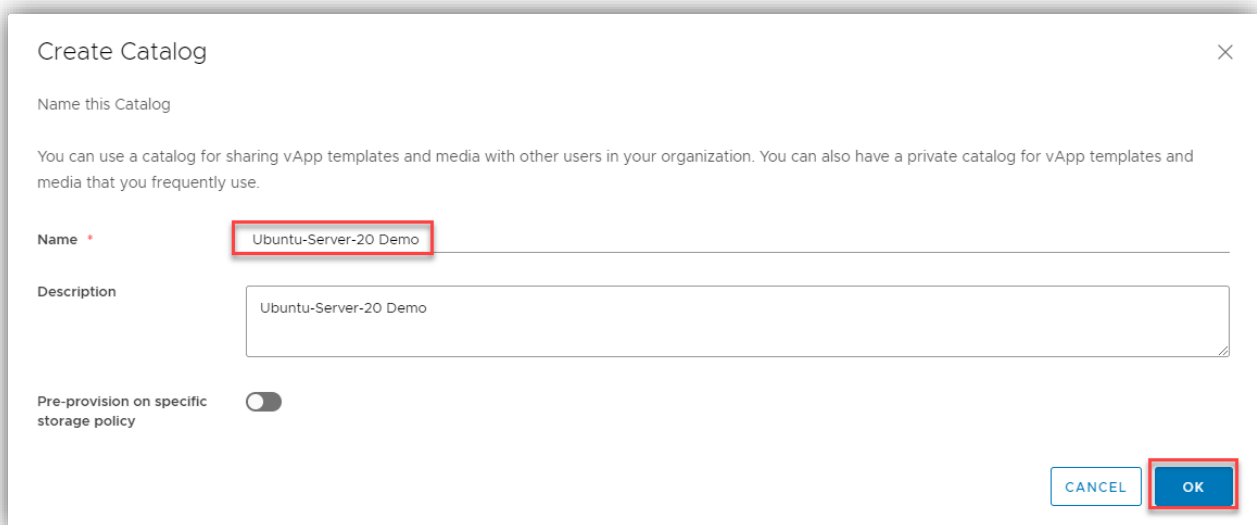 Create Catalog
Name this Catalog
You can use a catalog for sharing vApp templates and media with other users in your organization. You can also have a private catalog for vApp templates and
media that you frequently use.
Name * Ubuntu-Server-20 Demo
Description Ubuntu-Server-20 Demo
Pre-provision on specific
storage policy
CANCEL OK